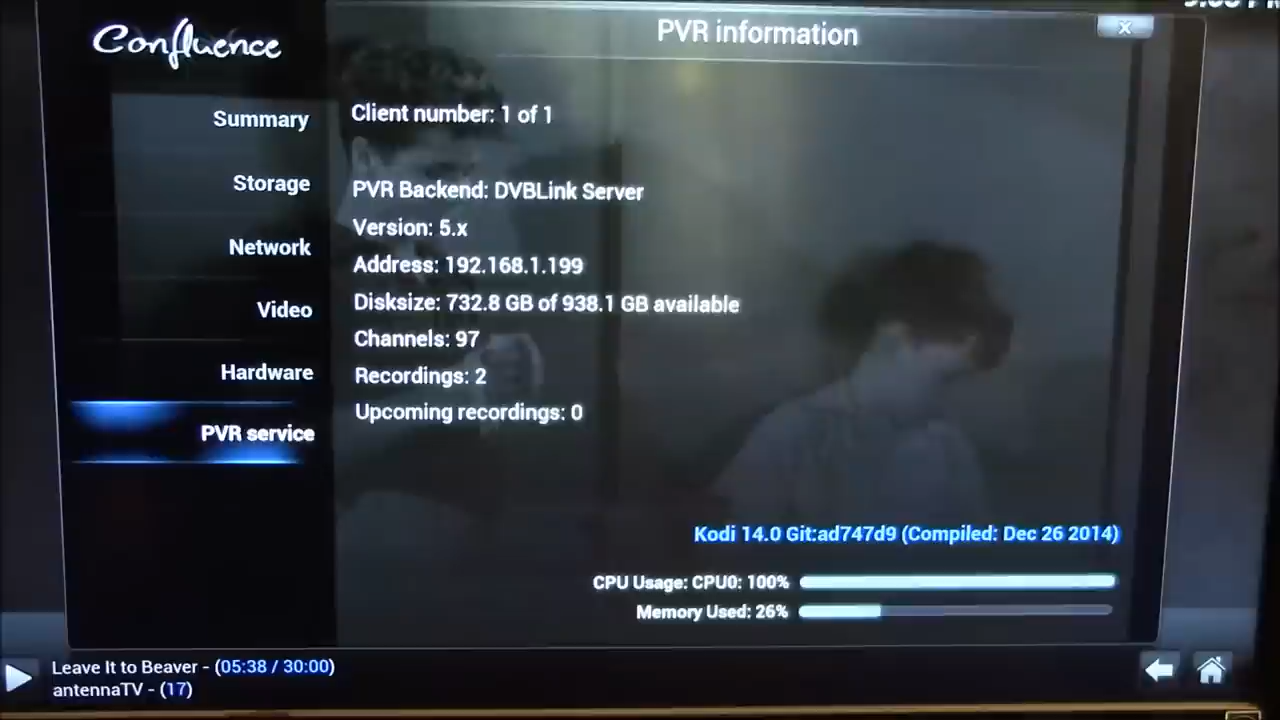 Confluence
PVR information
X
Summary
Storage
Network
Video
Hardware
PVR service
Client number: 1 of 1
PVR Backend: DVBLink Server
Version: 5.x
Address: 192.168.1.199
Disksize: 732.8 GB of 938.1 GB available
Channels: 97
Recordings: 2
Upcoming recordings: 0
Kodi 14.0 Git:ad747d9 (Compiled: Dec 26 2014)
CPU Usage: CPU0: 100%
Memory Used: 26%
Leave It to Beaver - (05:38 / 30:00)
antennaTV - (17)